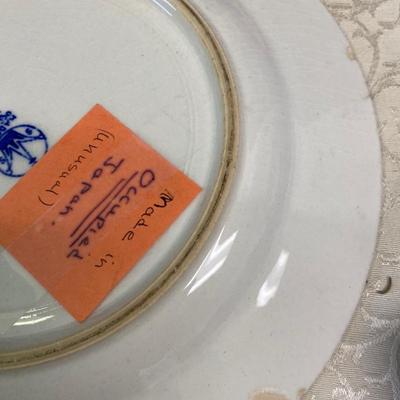 made in
Occupied
Japan.
(unusual)